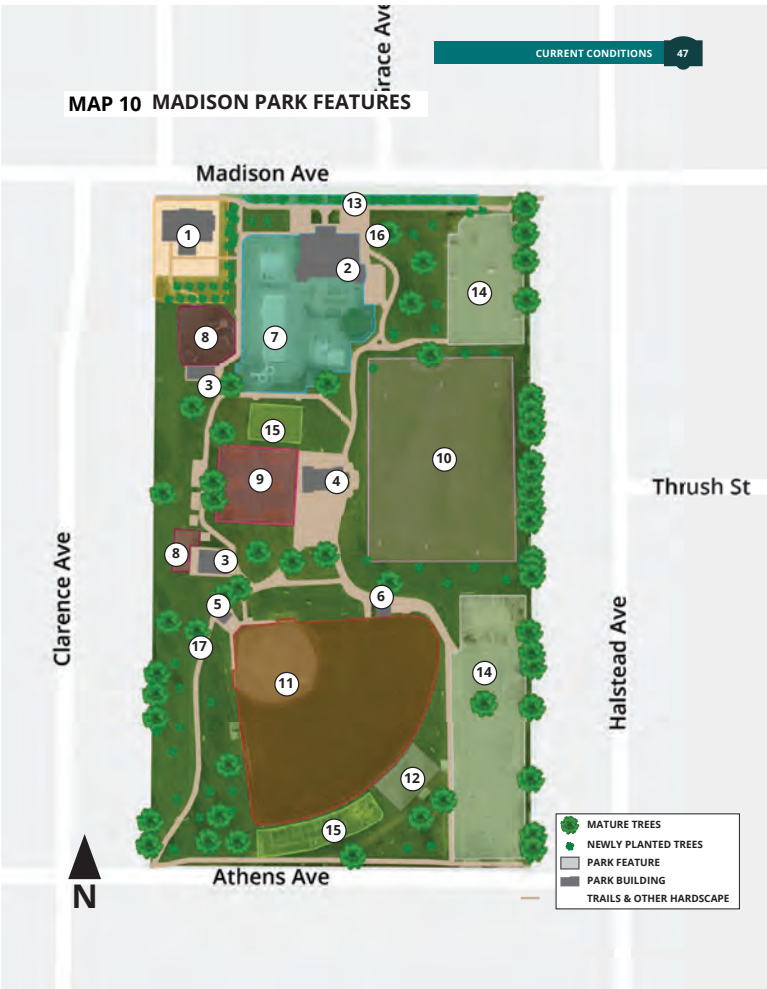 CURRENT CONDITIONS 47
MAP 10 MADISON PARK FEATURES
Madison Ave
13
1
16
2
14
8
7
3
15
10
9
4
Thrush St
8
3
Clarence Ave
5
6
17
14
11
Halstead Ave
12
15
MATURE TREES
NEWLY PLANTED TREES
PARK FEATURE
PARK BUILDING
TRAILS & OTHER HARDSCAPE
N
Athens Ave